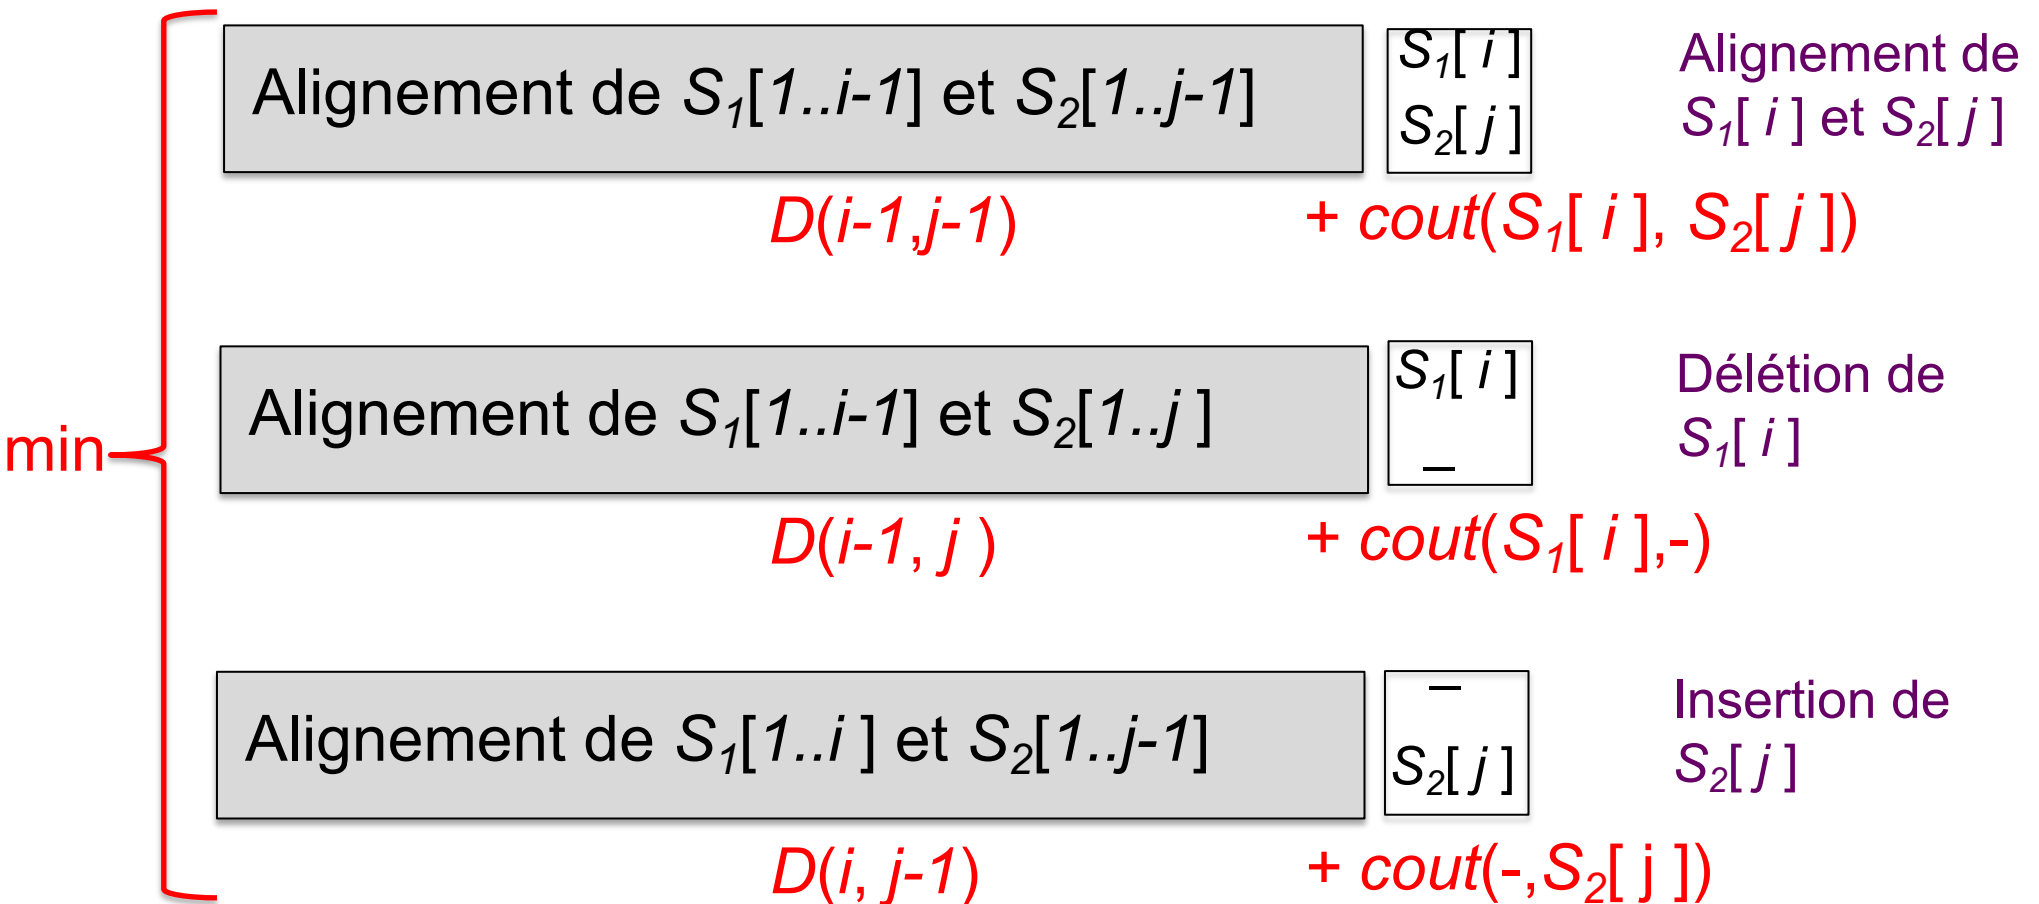 Alignement de S₁[1..i-1] et S₂[1..j-1]
S₁[ i ]
S₂[ j ]
Alignement de
S₁[ i ] et S₂[ j ]
D(i-1,j-1) + cout(S₁[ i ], S₂[ j ])
min
Alignement de S₁[1..i-1] et S₂[1..j ]
S₁[ i ]
–
Délétion de
S₁[ i ]
D(i-1, j ) + cout(S₁[ i ],-)
Alignement de S₁[1..i ] et S₂[1..j-1]
–
S₂[ j ]
Insertion de
S₂[ j ]
D(i, j-1) + cout(-,S₂[ j ])